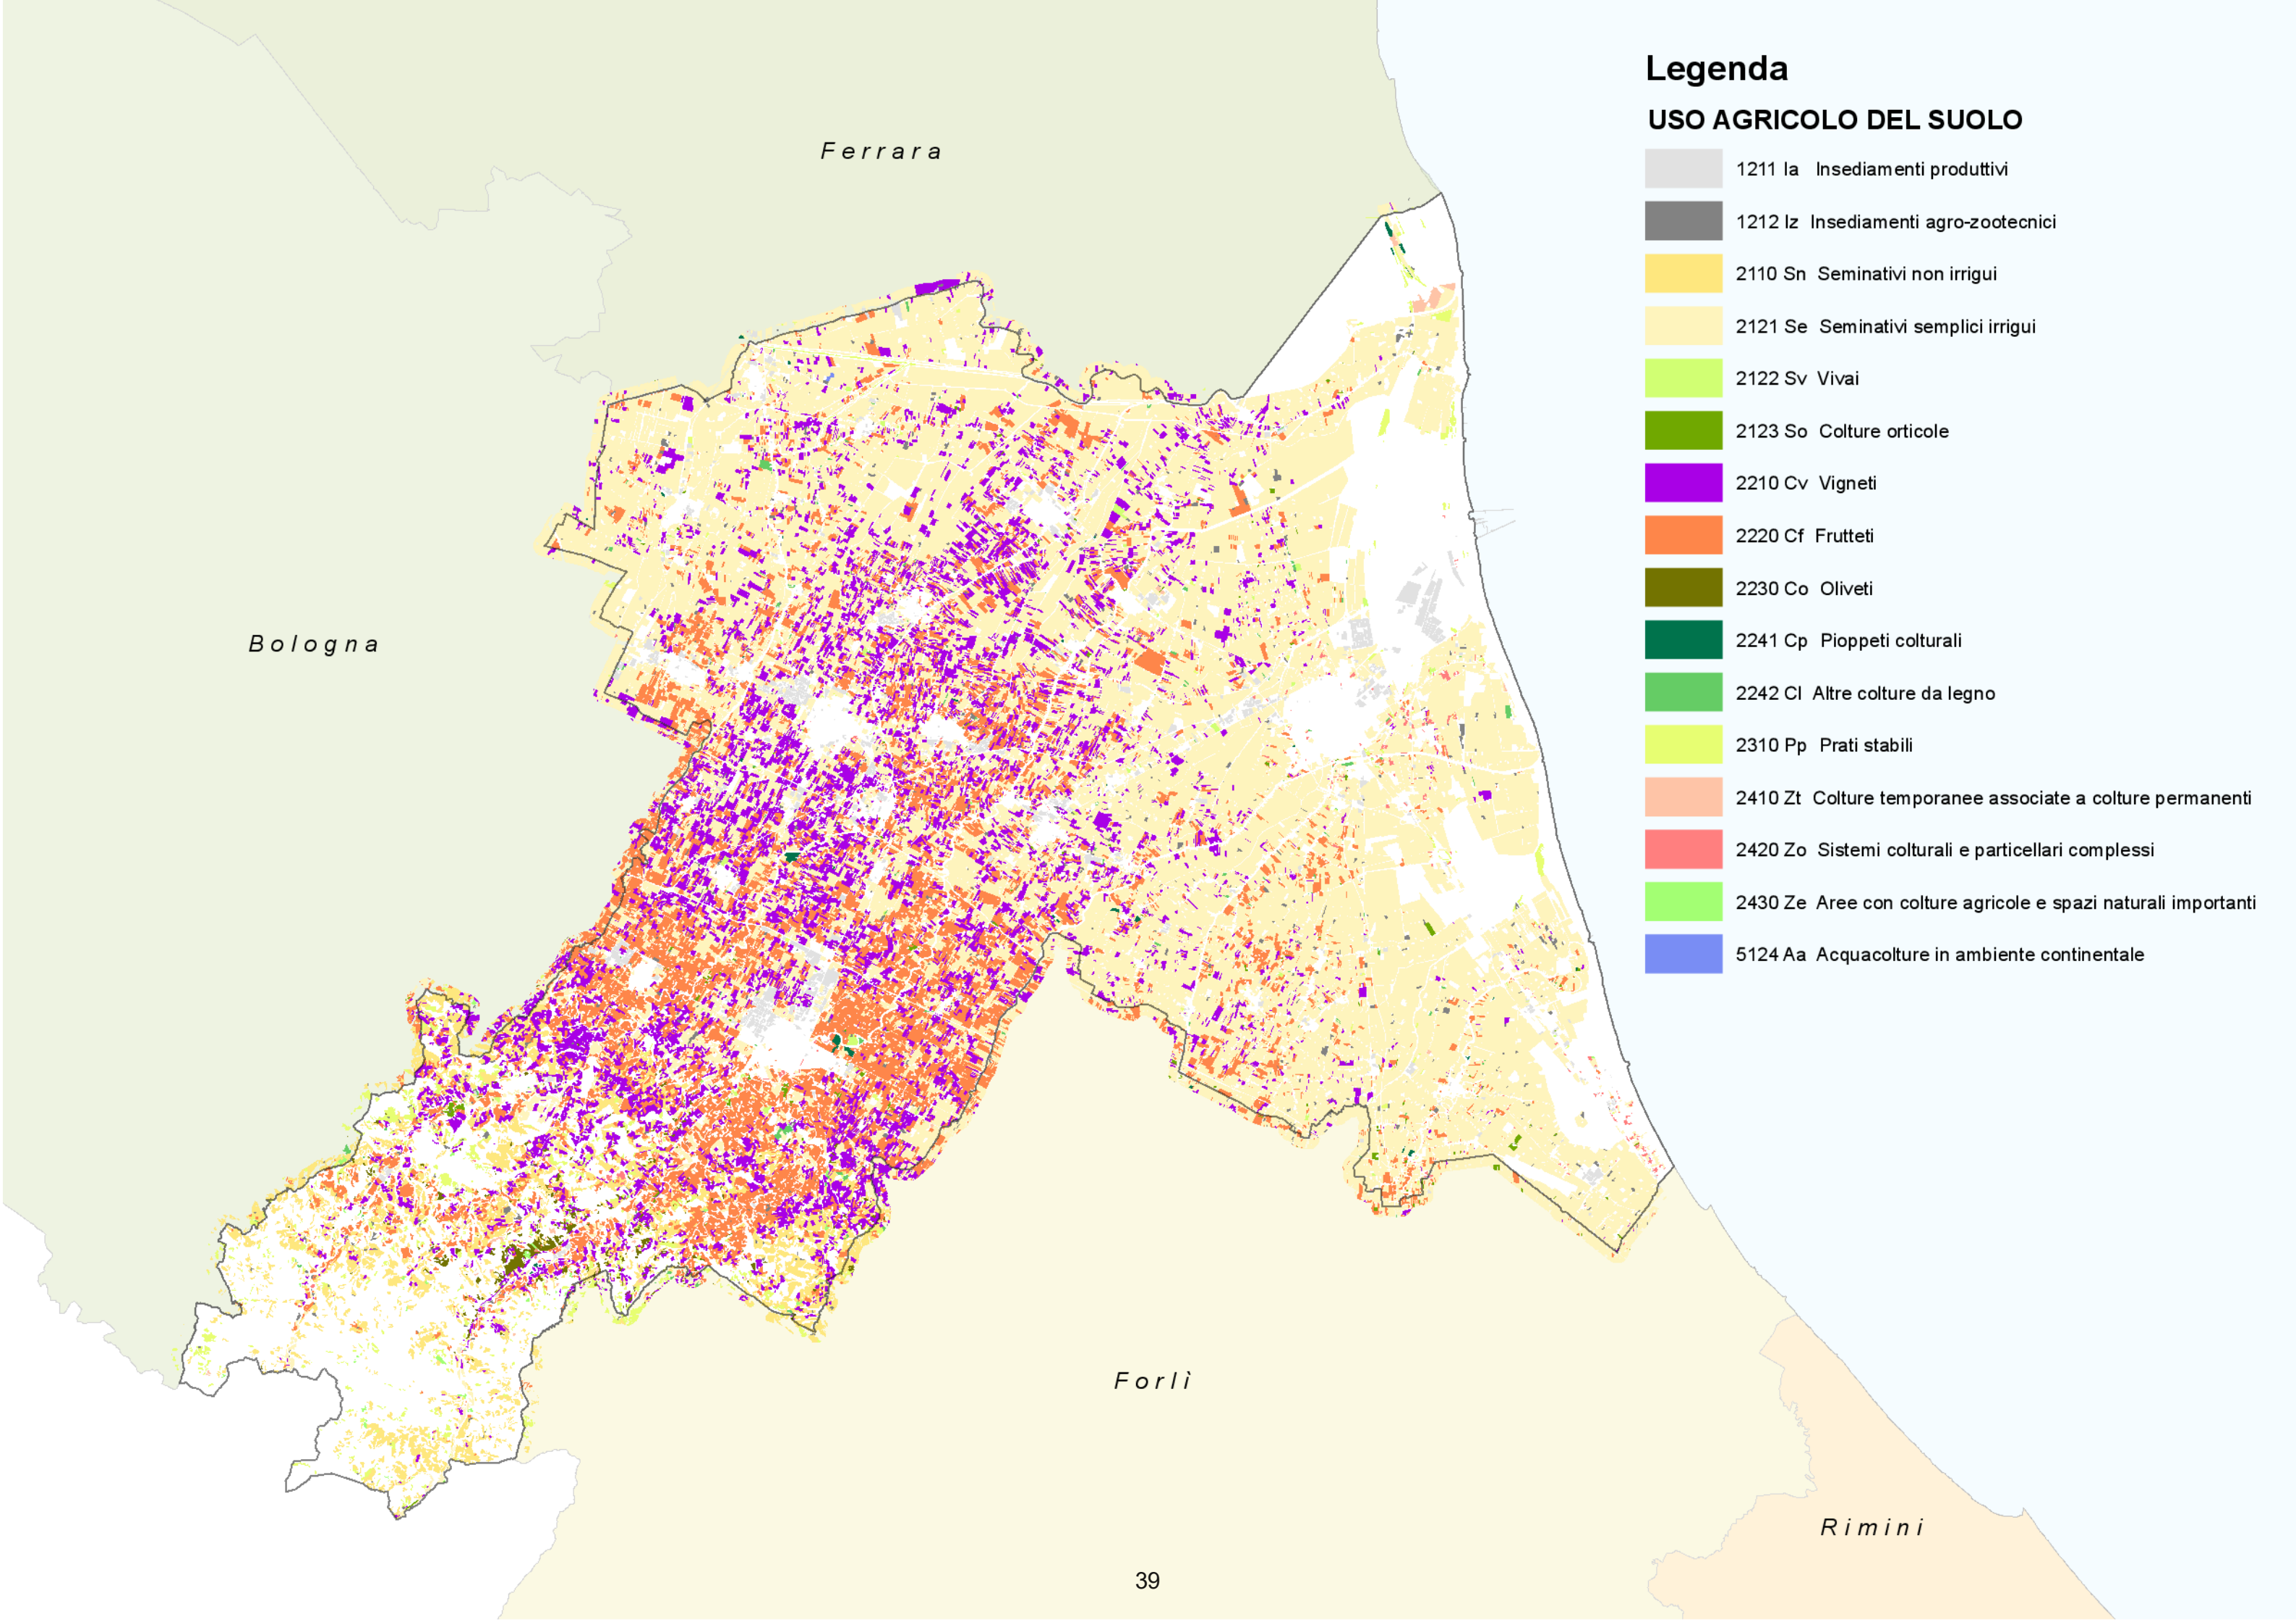 Legenda
USO AGRICOLO DEL SUOLO
1211 Ia Insediamenti produttivi
1212 Iz Insediamenti agro-zootecnici
2110 Sn Seminativi non irrigui
2121 Se Seminativi semplici irrigui
2122 Sv Vivai
2123 So Colture orticole
2210 Cv Vigneti
2220 Cf Frutteti
2230 Co Oliveti
2241 Cp Pioppeti colturali
2242 Cl Altre colture da legno
2310 Pp Prati stabili
2410 Zt Colture temporanee associate a colture permanenti
2420 Zo Sistemi colturali e particellari complessi
2430 Ze Aree con colture agricole e spazi naturali importanti
5124 Aa Acquacolture in ambiente continentale
Ferrara
Bologna
Forlì
Rimini
39